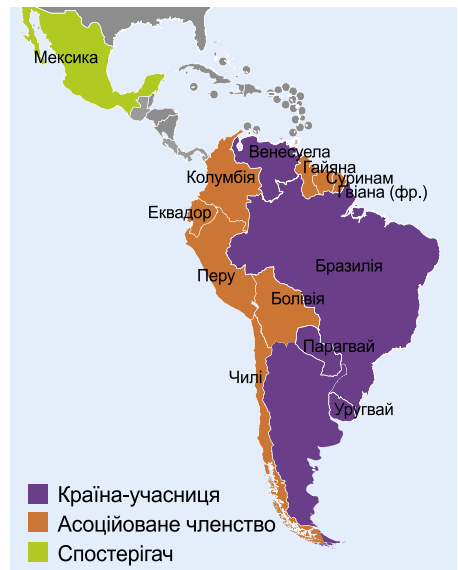 Мексика
Венесуела
Гайяна
Суринам
Гвіана (фр.)
Колумбія
Еквадор
Перу
Бразилія
Болівія
Парагвай
Чилі
Уругвай
Країна-учасниця
Асоційоване членство
Спостерігач